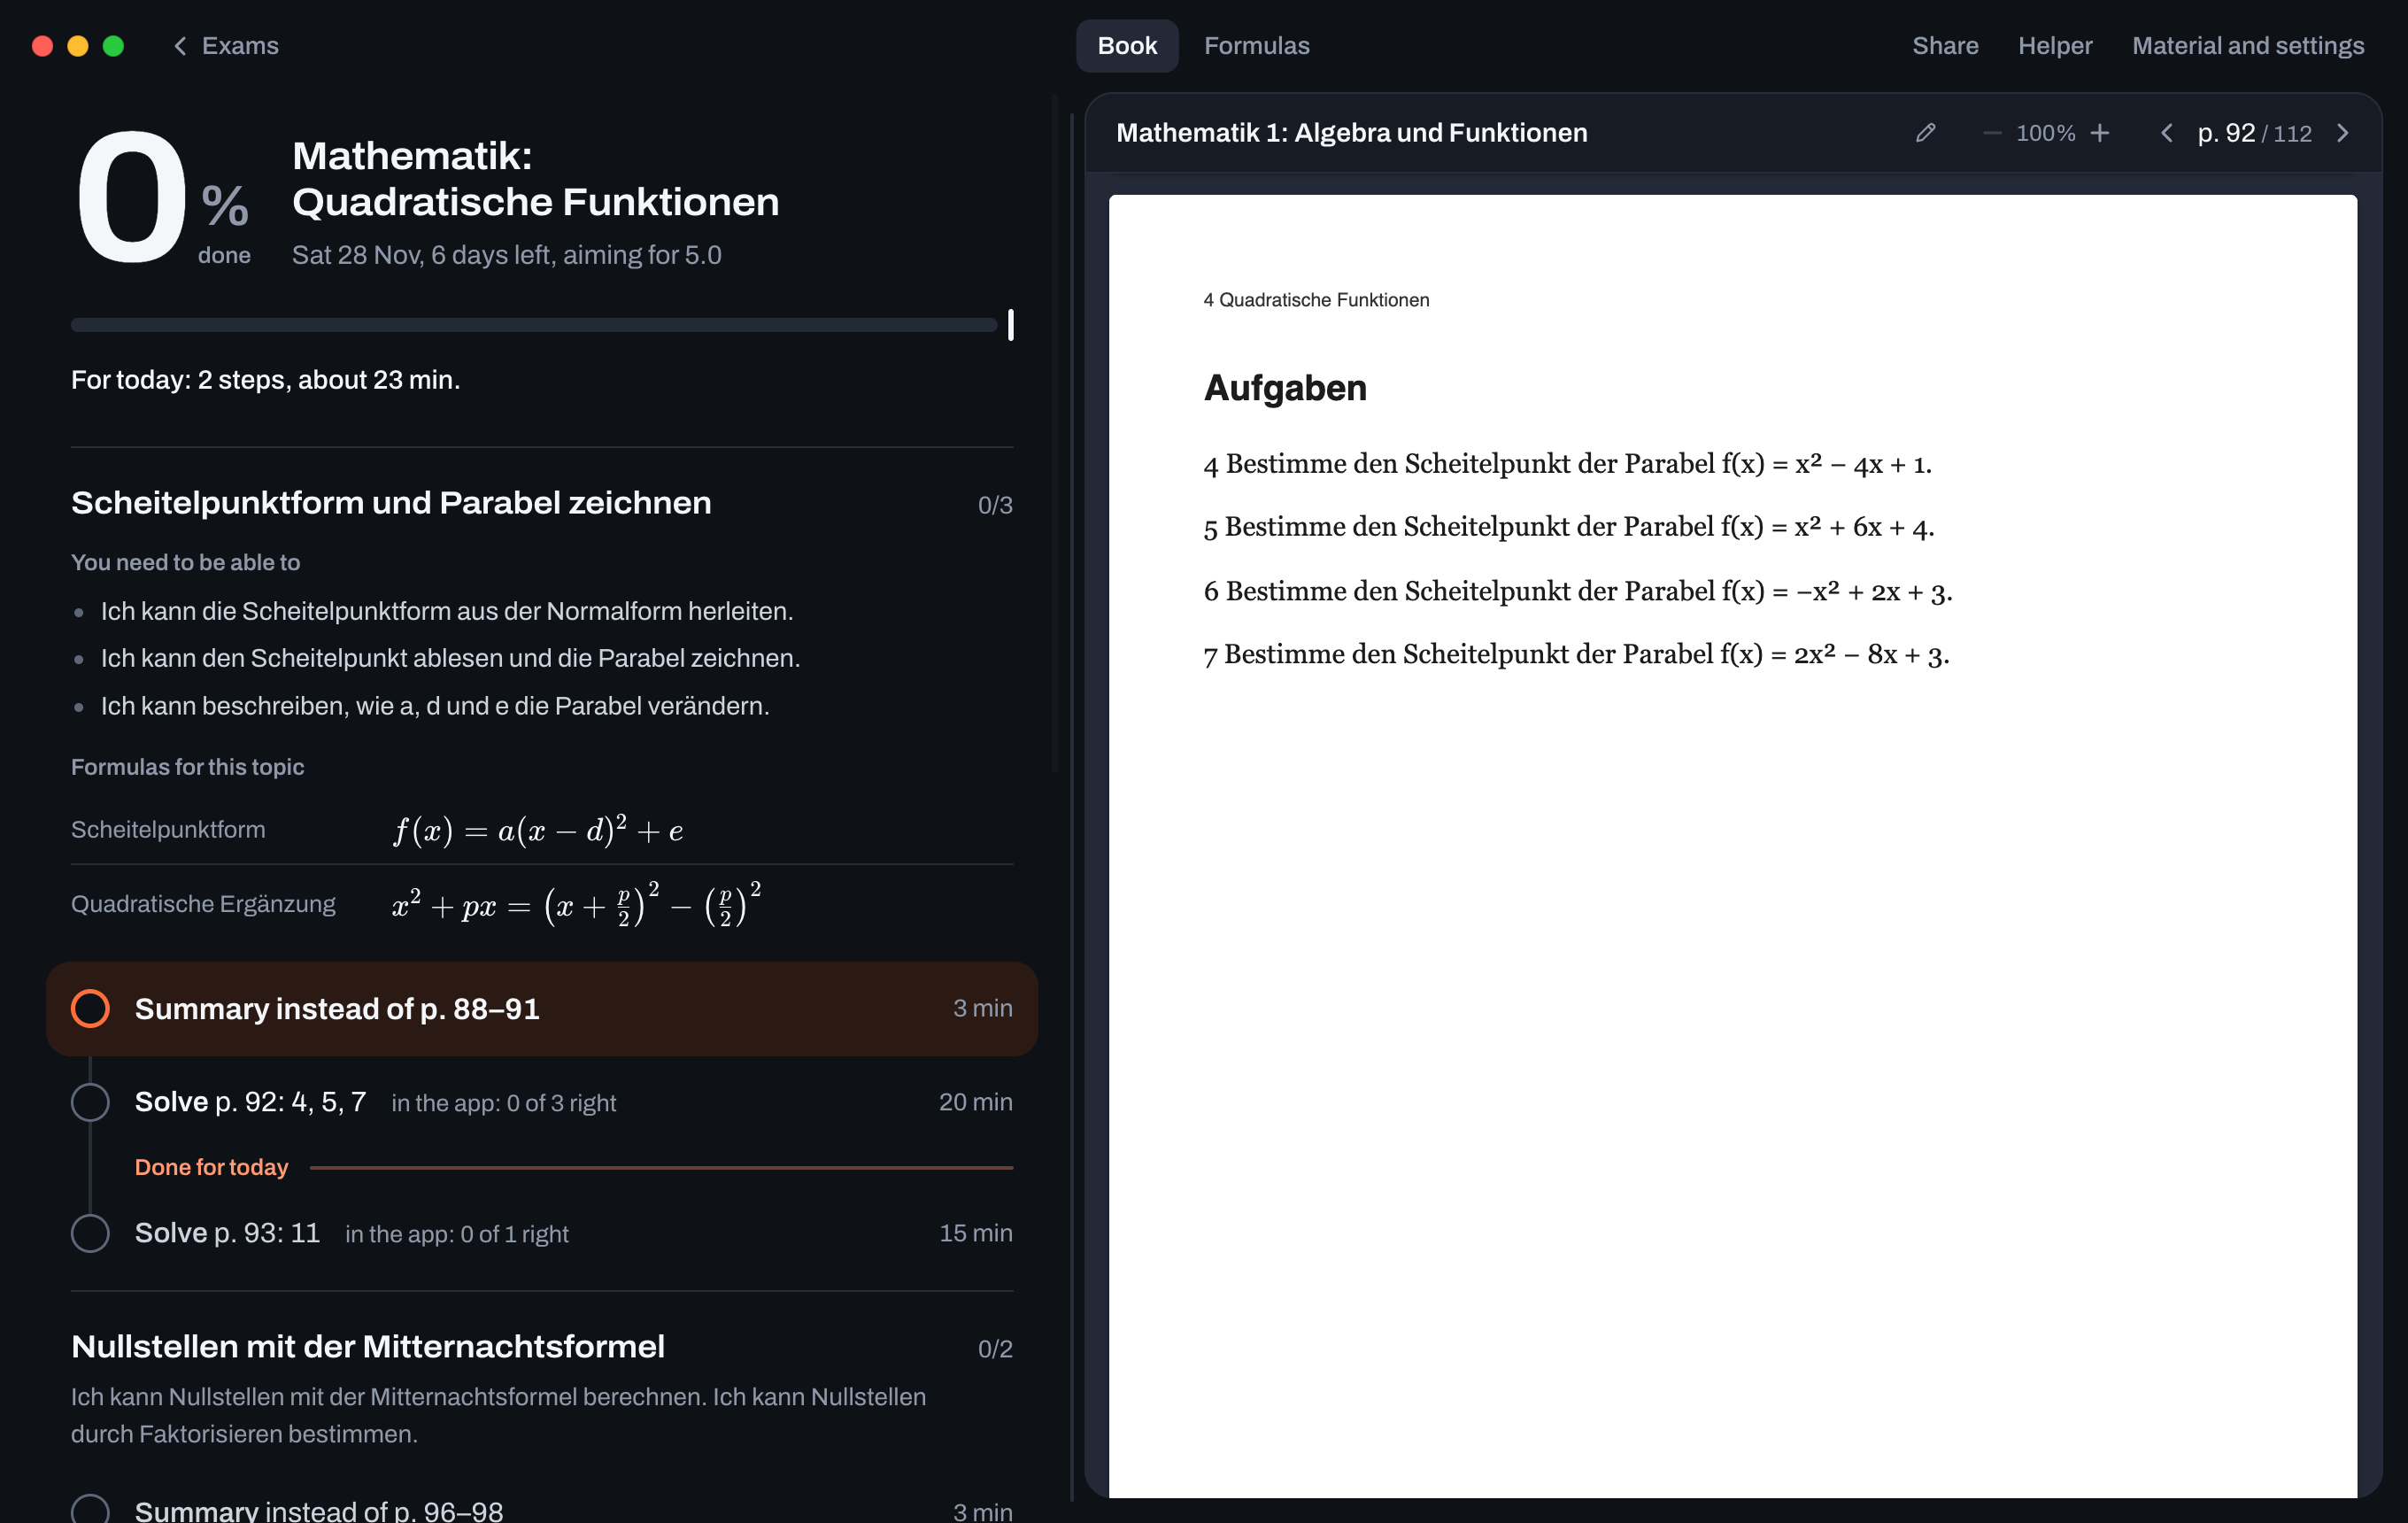 Exams
Book
Formulas
Share
Helper
Material and settings
0 % done
Mathematik:
Quadratische Funktionen
Sat 28 Nov, 6 days left, aiming for 5.0
For today: 2 steps, about 23 min.
Scheitelpunktform und Parabel zeichnen 0/3
You need to be able to
• Ich kann die Scheitelpunktform aus der Normalform herleiten.
• Ich kann den Scheitelpunkt ablesen und die Parabel zeichnen.
• Ich kann beschreiben, wie a, d und e die Parabel verändern.
Formulas for this topic
Scheitelpunktform f(x) = a(x − d)² + e
Quadratische Ergänzung x² + px = (x + p/2)² − (p/2)²
Summary instead of p. 88–91 3 min
Solve p. 92: 4, 5, 7 in the app: 0 of 3 right 20 min
Done for today
Solve p. 93: 11 in the app: 0 of 1 right 15 min
Nullstellen mit der Mitternachtsformel 0/2
Ich kann Nullstellen mit der Mitternachtsformel berechnen. Ich kann Nullstellen
durch Faktorisieren bestimmen.
Summary instead of p. 96–98 3 min
Mathematik 1: Algebra und Funktionen
100%
p. 92 / 112
4 Quadratische Funktionen
Aufgaben
4 Bestimme den Scheitelpunkt der Parabel f(x) = x² − 4x + 1.
5 Bestimme den Scheitelpunkt der Parabel f(x) = x² + 6x + 4.
6 Bestimme den Scheitelpunkt der Parabel f(x) = −x² + 2x + 3.
7 Bestimme den Scheitelpunkt der Parabel f(x) = 2x² − 8x + 3.